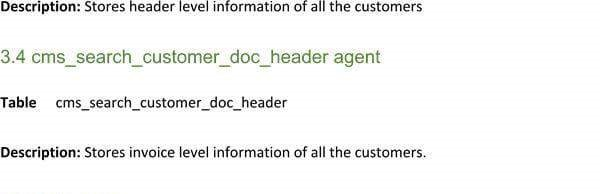 Description: Stores header level information of all the customers
3.4 cms_search_customer_doc_header agent
Table cms_search_customer_doc_header
Description: Stores invoice level information of all the customers.